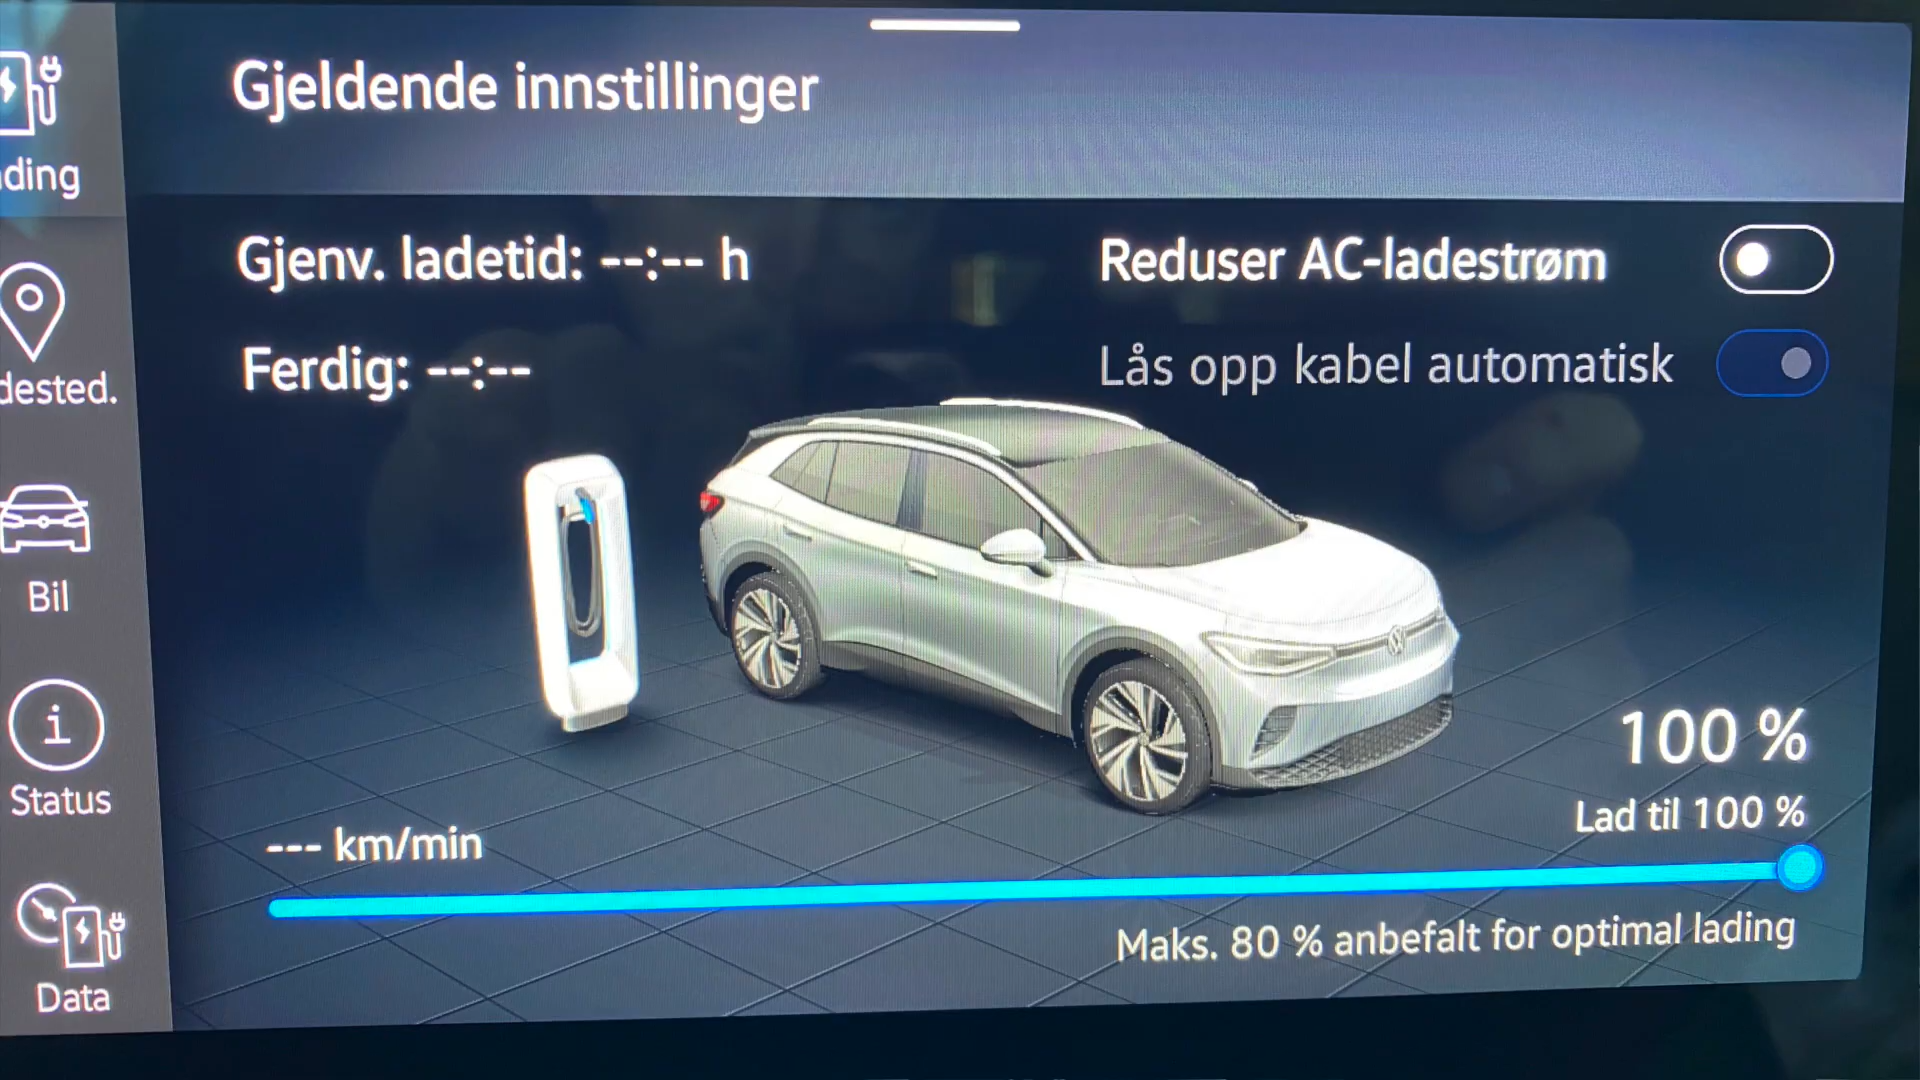 Gjeldende innstillinger
ding
dested.
Bil
Status
Data
Gjenv. ladetid: --:-- h
Ferdig: --:--
Reduser AC-ladestrøm
Lås opp kabel automatisk
100 %
Lad til 100 %
--- km/min
Maks. 80 % anbefalt for optimal lading